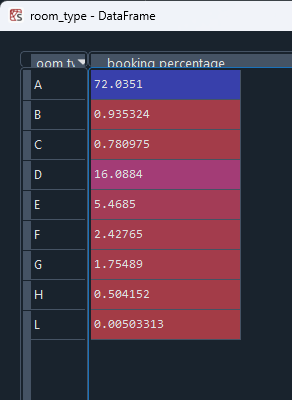 room_type - DataFrame
room ty booking percentage
A 72.0351
B 0.935324
C 0.780975
D 16.0884
E 5.4685
F 2.42765
G 1.75489
H 0.504152
L 0.00503313